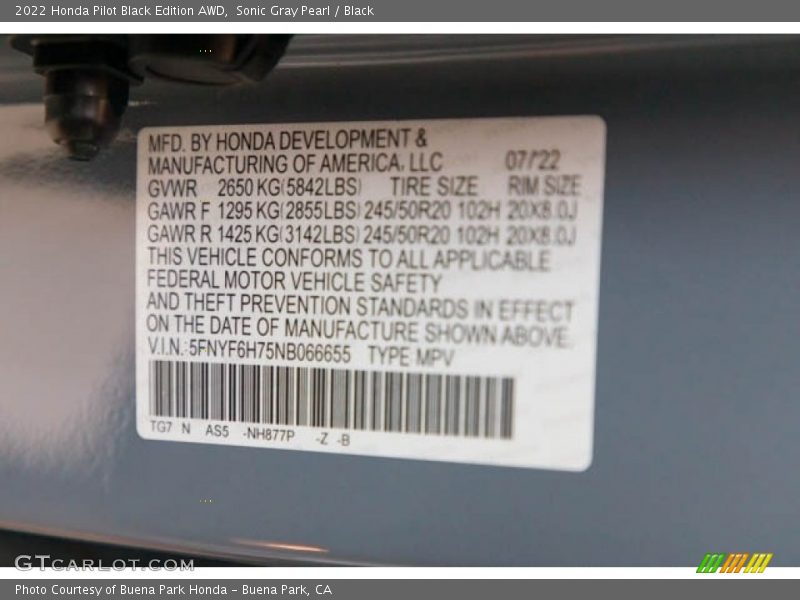 2022 Honda Pilot Black Edition AWD,  Sonic Gray Pearl / Black
MFD. BY HONDA DEVELOPMENT &
MANUFACTURING OF AMERICA, LLC 07/22
GVWR 2650 KG(5842LBS) TIRE SIZE RIM SIZE
GAWR F 1295 KG(2855LBS) 245/50R20 102H 20X8.0J
GAWR R 1425 KG(3142LBS) 245/50R20 102H 20X8.0J
THIS VEHICLE CONFORMS TO ALL APPLICABLE
FEDERAL MOTOR VEHICLE SAFETY
AND THEFT PREVENTION STANDARDS IN EFFECT
ON THE DATE OF MANUFACTURE SHOWN ABOVE.
V.I.N.:5FNYF6H75NB066655 TYPE MPV
TG7 N AS5 -NH877P -Z -B
GTCARLOT.COM
Photo Courtesy of Buena Park Honda - Buena Park, CA